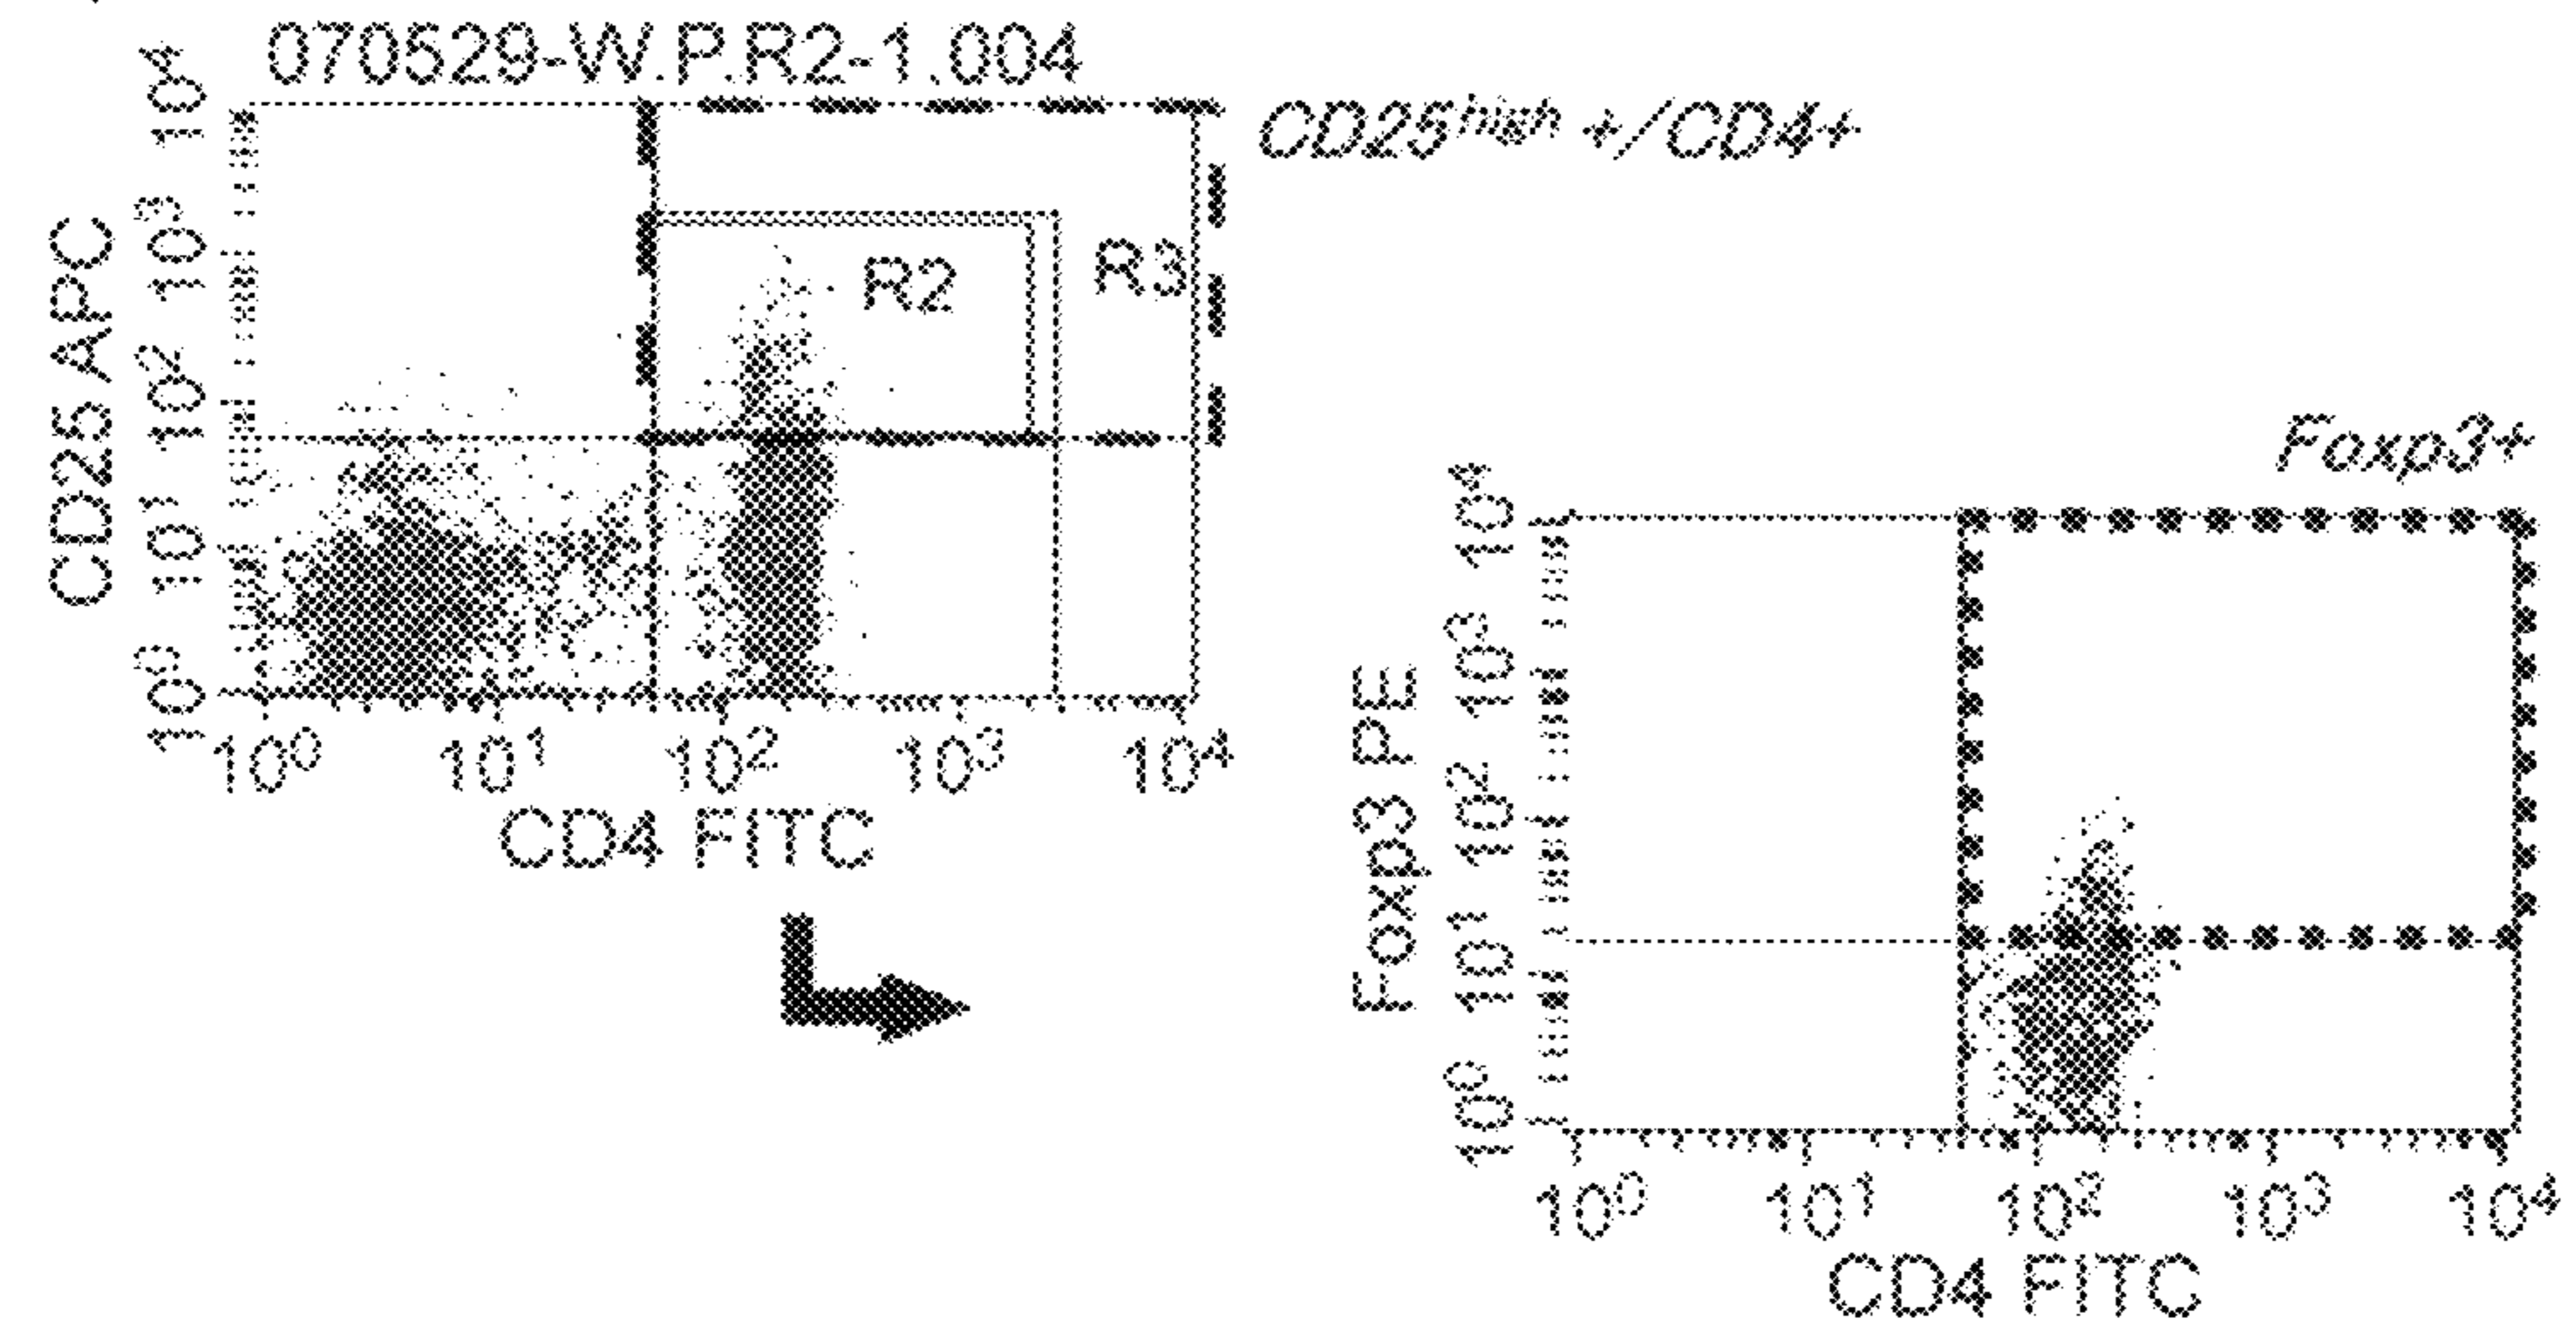 070529-W.P.R2-1.004
CD25^high +/CD4+
CD25 APC
10^4
10^3
10^2
10^1
10^0
R2
R3
10^0 10^1 10^2 10^3 10^4
CD4 FITC
Foxp3+
Foxp3 PE
10^4
10^3
10^2
10^1
10^0
10^0 10^1 10^2 10^3 10^4
CD4 FITC